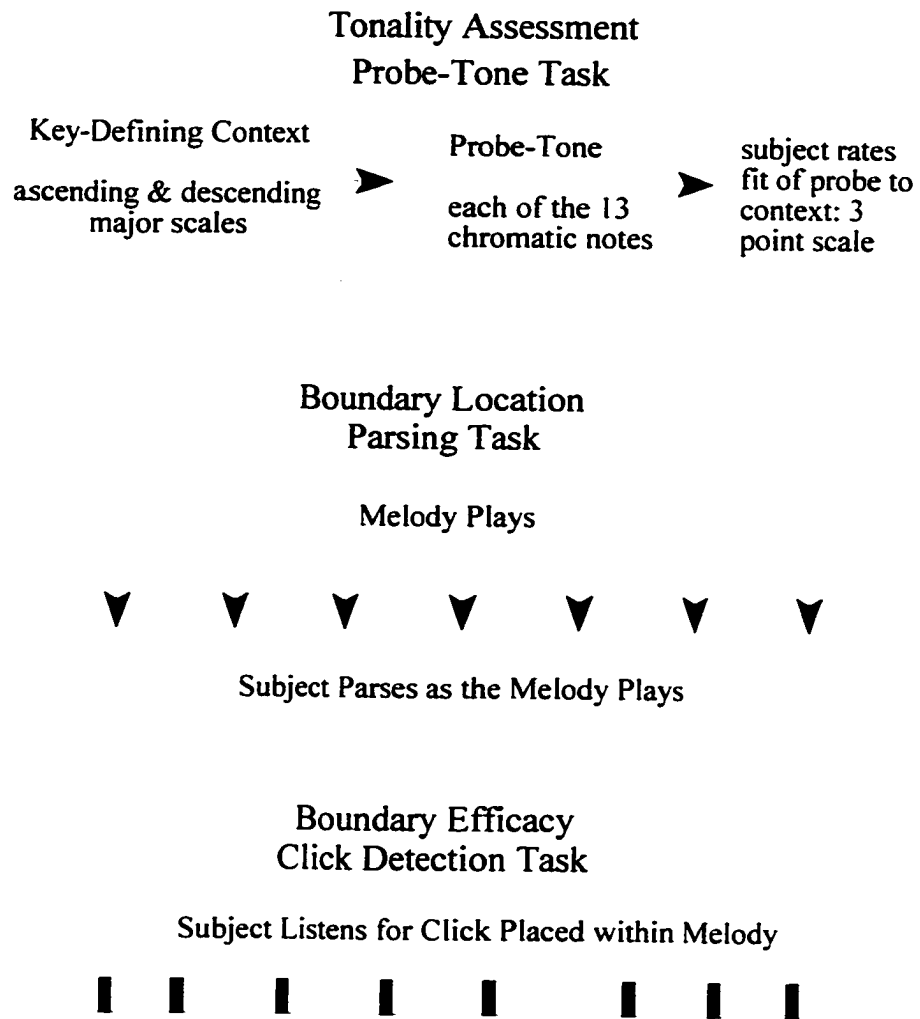 Tonality Assessment
Probe-Tone Task
Key-Defining Context
ascending & descending
major scales
Probe-Tone
each of the 13
chromatic notes
subject rates
fit of probe to
context: 3
point scale
Boundary Location
Parsing Task
Melody Plays
Subject Parses as the Melody Plays
Boundary Efficacy
Click Detection Task
Subject Listens for Click Placed within Melody